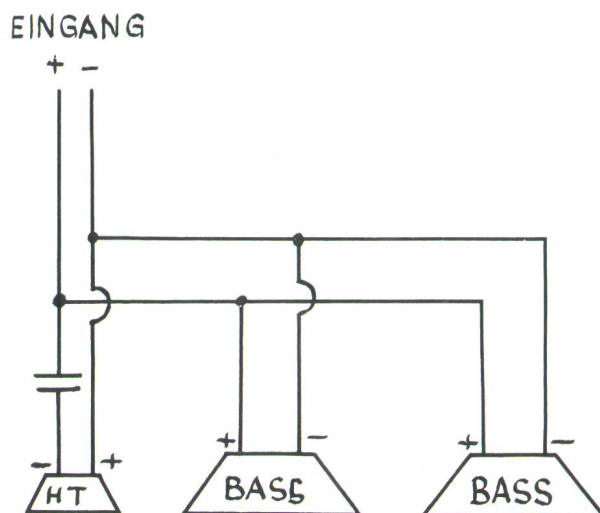 EINGANG
+ −
− +
+ −
+ −
HT
BASS
BASS